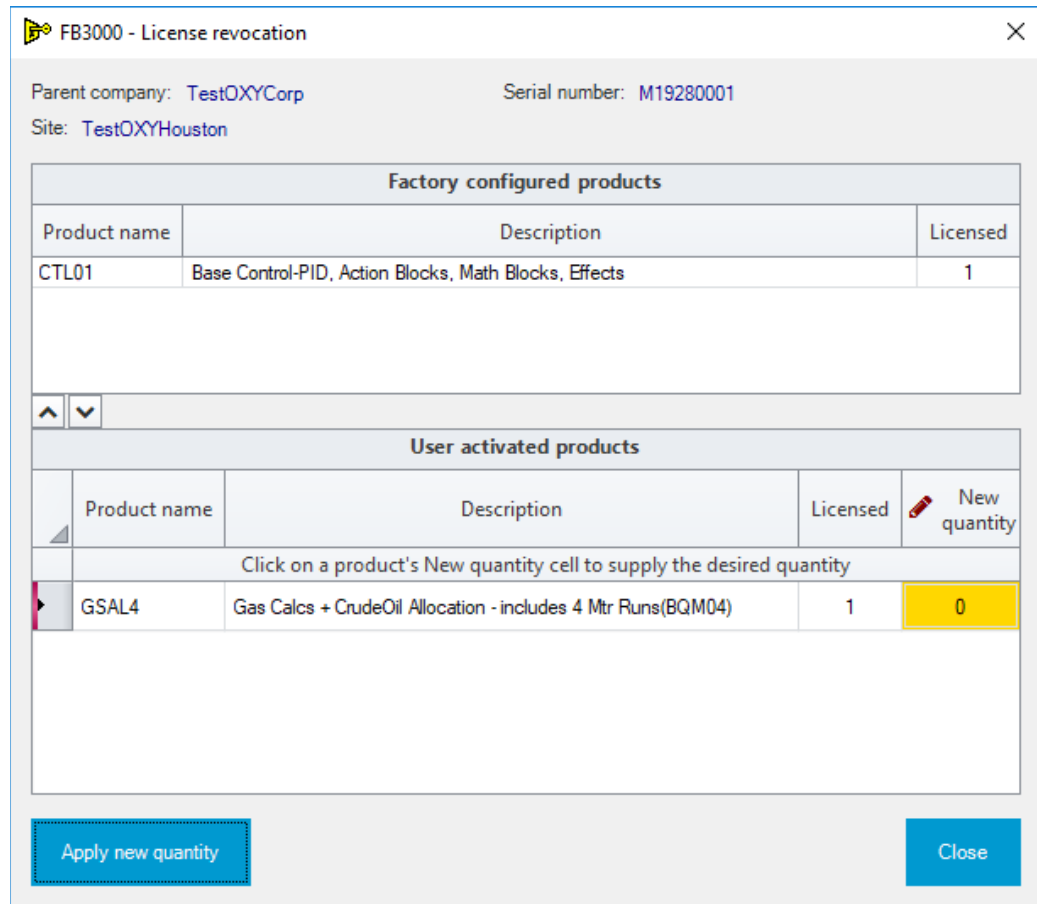 FB3000 - License revocation
Parent company: TestOXYCorp Serial number: M19280001
Site: TestOXYHouston
Factory configured products
Product name Description Licensed
CTL01 Base Control-PID, Action Blocks, Math Blocks, Effects 1
User activated products
Product name Description Licensed New quantity
Click on a product's New quantity cell to supply the desired quantity
GSAL4 Gas Calcs + CrudeOil Allocation - includes 4 Mtr Runs(BQM04) 1 0
Apply new quantity Close